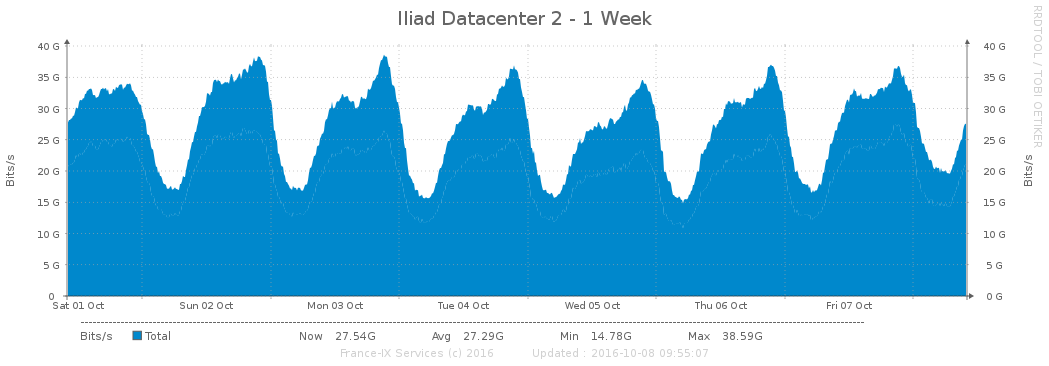 Iliad Datacenter 2 - 1 Week
RRDTOOL / TOBI OETIKER
Bits/s
40 G
35 G
30 G
25 G
20 G
15 G
10 G
5 G
0
40 G
35 G
30 G
25 G
20 G
15 G
10 G
5 G
0 G
Bits/s
Sat 01 Oct Sun 02 Oct Mon 03 Oct Tue 04 Oct Wed 05 Oct Thu 06 Oct Fri 07 Oct
Bits/s Total Now 27.54G Avg 27.29G Min 14.78G Max 38.59G
France-IX Services (c) 2016 Updated : 2016-10-08 09:55:07